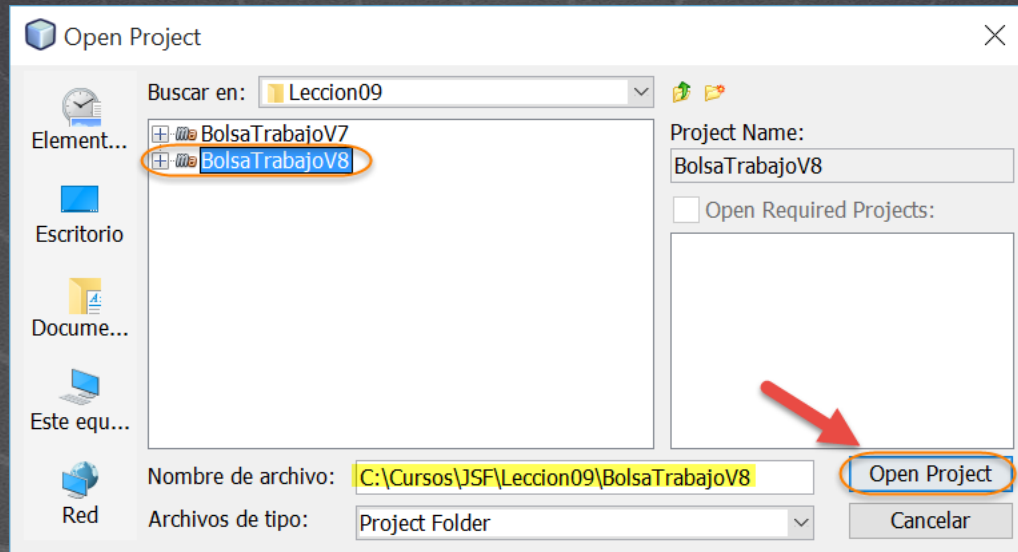 Open Project
Buscar en:
Leccion09
Element...
Escritorio
Docume...
Este equ...
Red
BolsaTrabajoV7
BolsaTrabajoV8
Project Name:
BolsaTrabajoV8
Open Required Projects:
Nombre de archivo:
C:\Cursos\JSF\Leccion09\BolsaTrabajoV8
Open Project
Archivos de tipo:
Project Folder
Cancelar